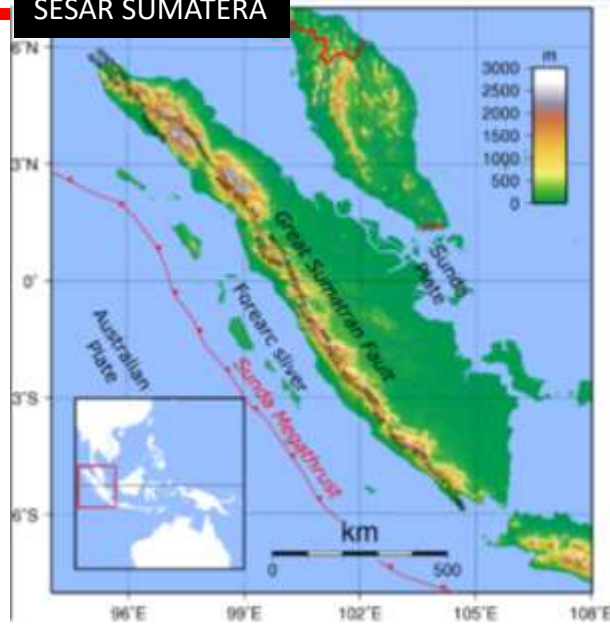 SESAR SUMATERA
6°N
3°N
0°
3°S
6°S
m
3000
2500
2000
1500
1000
500
0
Great Sumatran Fault
Sunda
Plate
Forearc sliver
Australian
Plate
Sunda Megathrust
km
0
500
96°E
99°E
102°E
105°E
108°E